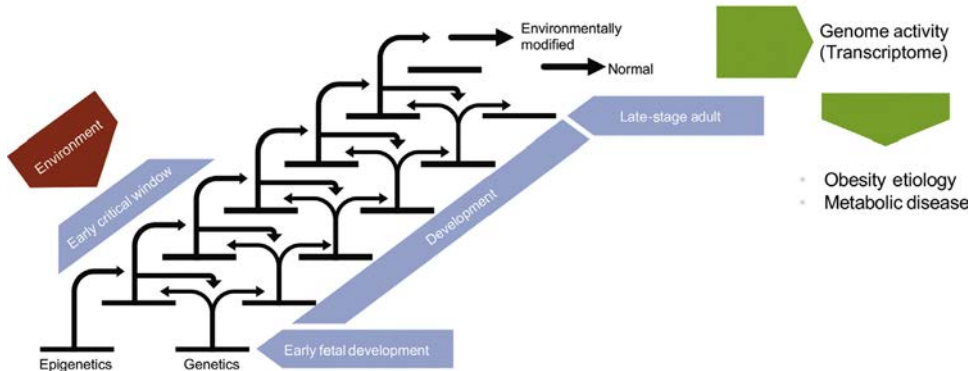 Environmentally
modified
Normal
Genome activity
(Transcriptome)
Environment
Early critical window
Late-stage adult
Development
Obesity etiology
Metabolic disease
Early fetal development
Epigenetics
Genetics